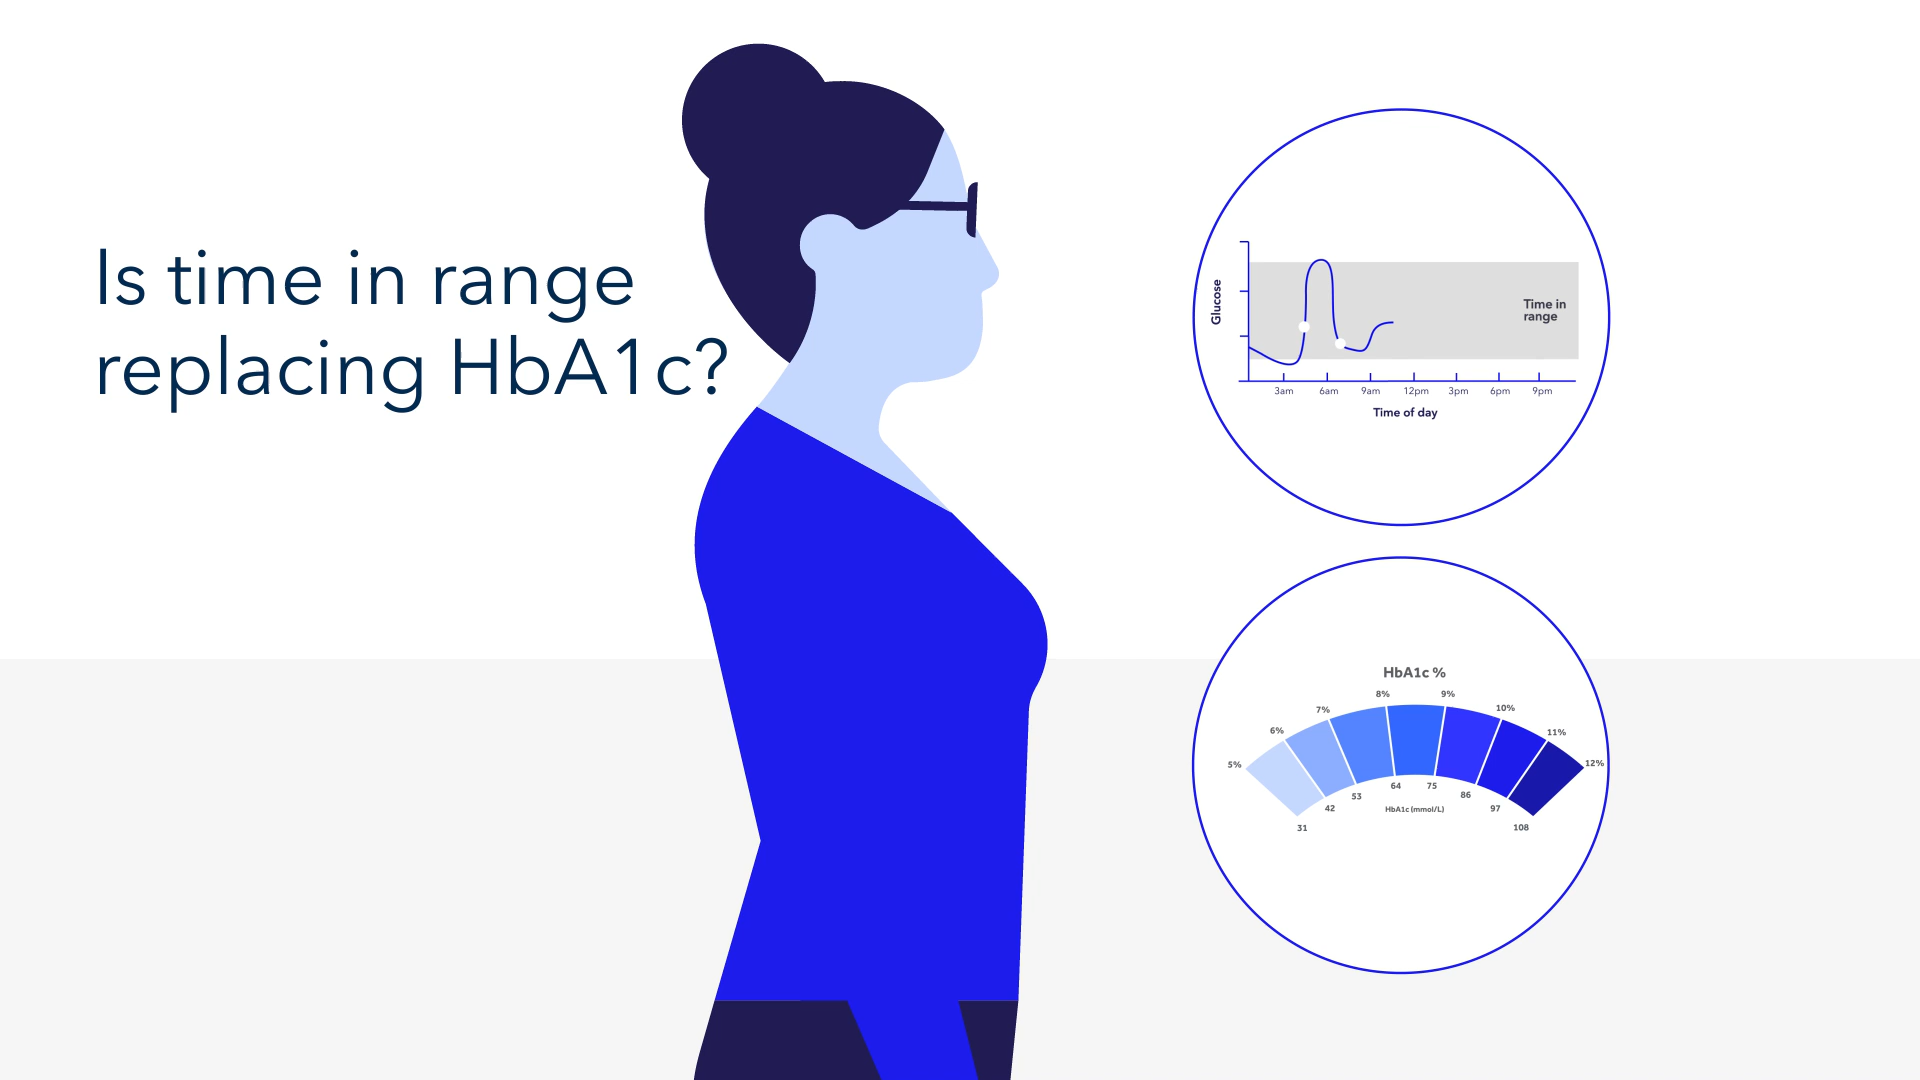 Is time in range
replacing HbA1c?
Glucose
Time in
range
3am 6am 9am 12pm 3pm 6pm 9pm
Time of day
HbA1c %
5% 6% 7% 8% 9% 10% 11% 12%
31 42 53 64 75 86 97 108
HbA1c (mmol/L)